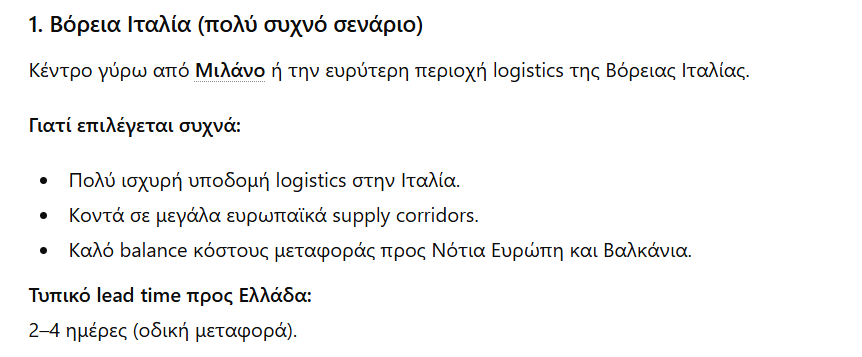 1. Βόρεια Ιταλία (πολύ συχνό σενάριο)
Κέντρο γύρω από Μιλάνο ή την ευρύτερη περιοχή logistics της Βόρειας Ιταλίας.
Γιατί επιλέγεται συχνά:
• Πολύ ισχυρή υποδομή logistics στην Ιταλία.
• Κοντά σε μεγάλα ευρωπαϊκά supply corridors.
• Καλό balance κόστους μεταφοράς προς Νότια Ευρώπη και Βαλκάνια.
Τυπικό lead time προς Ελλάδα:
2–4 ημέρες (οδική μεταφορά).